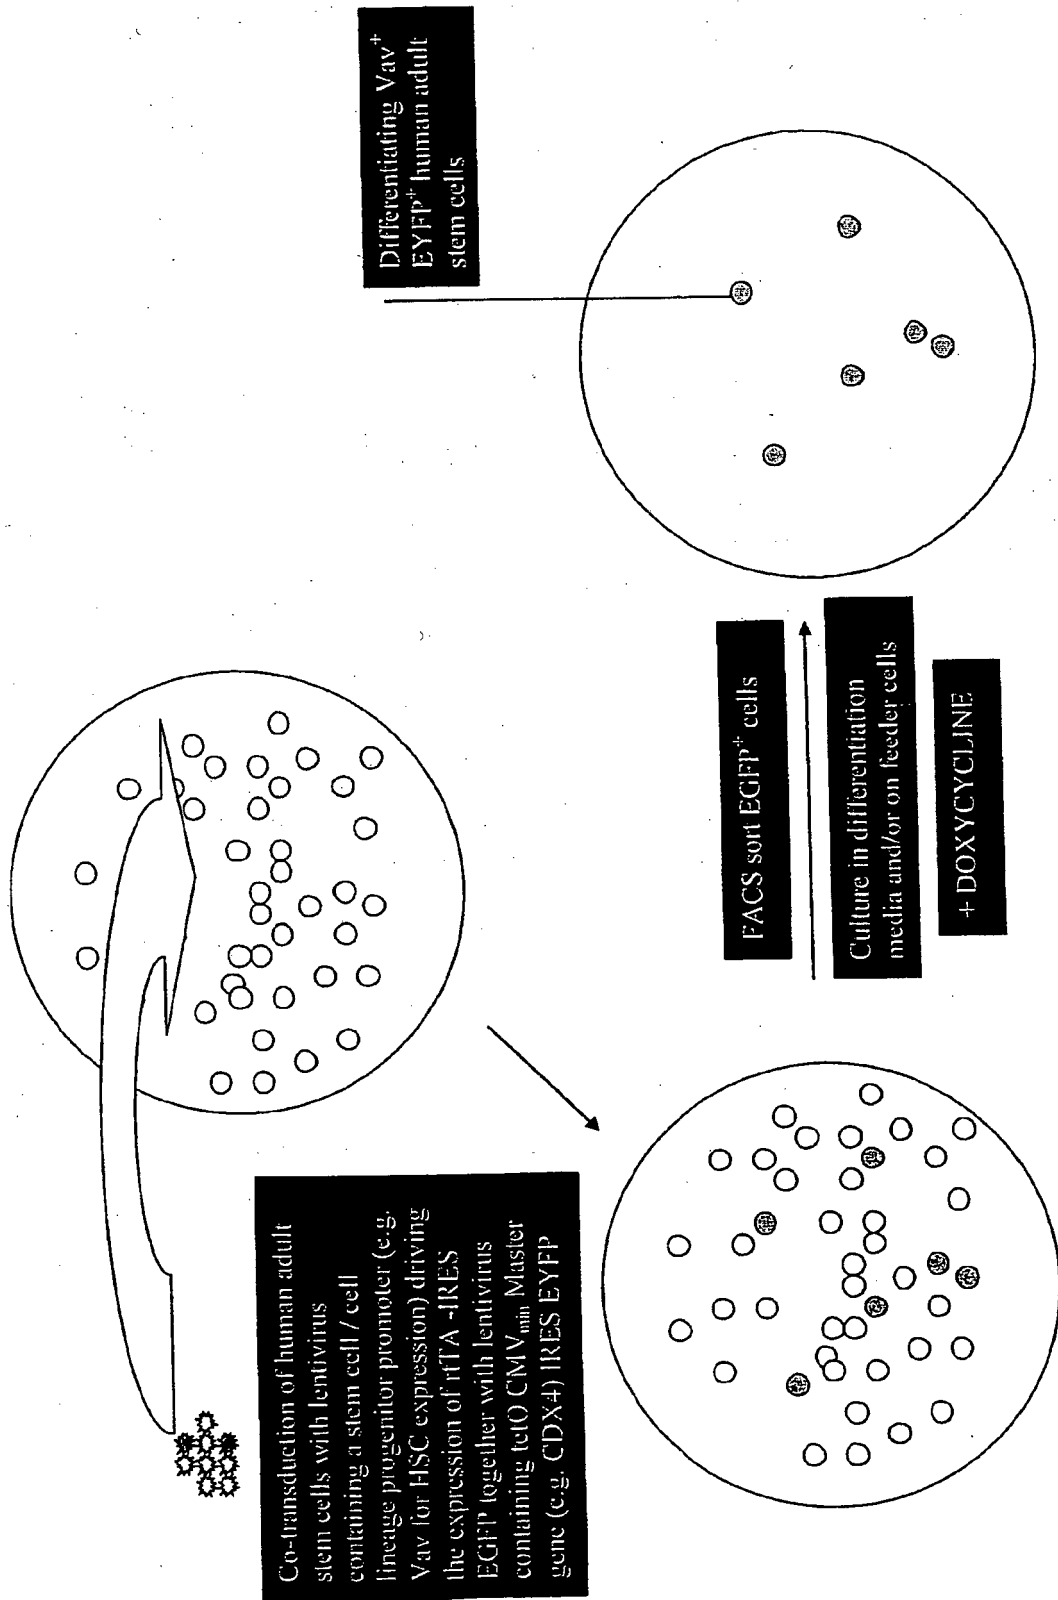 Co-transduction of human adult
stem cells with lentivirus
containing a stem cell / cell
lineage progenitor promoter (e.g.
Vav for HSC expression) driving
the expression of rtTA -IRES
EGFP together with lentivirus
containing tetO CMVmin Master
gene (e.g. CDX4) IRES EYFP
FACS sort EGFP+ cells
Culture in differentiation
media and/or on feeder cells
+ DOXYCYCLINE
Differentiating Vav+
EYFP+ human adult
stem cells